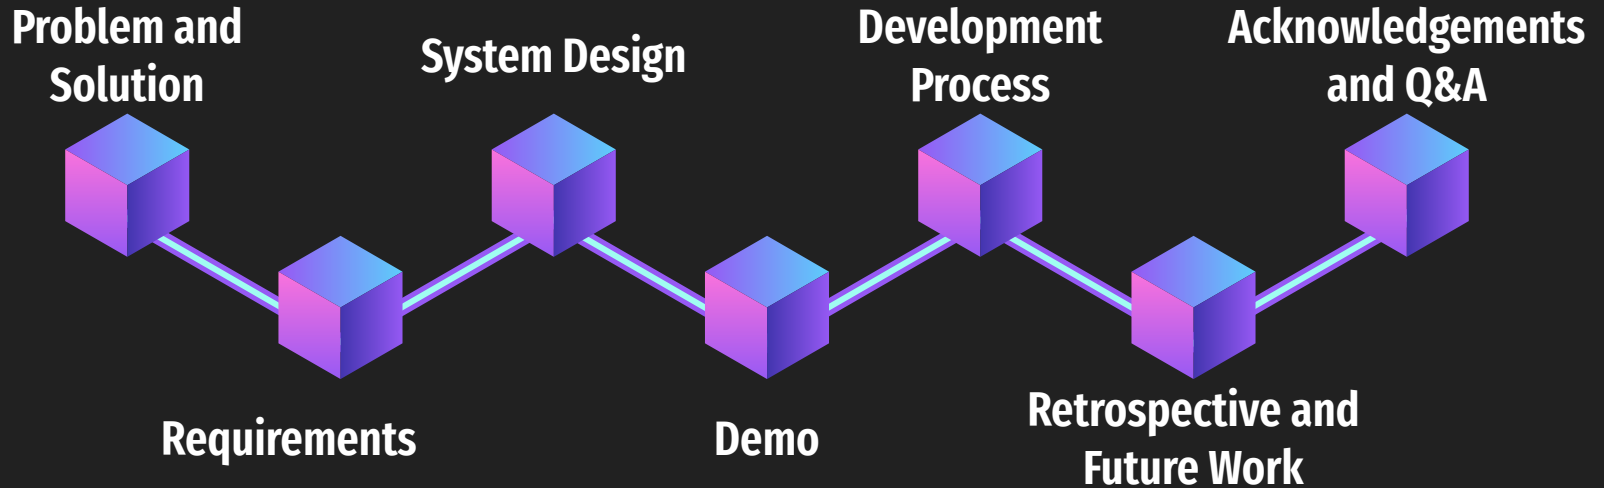 Problem and
Solution
Requirements
System Design
Demo
Development
Process
Retrospective and
Future Work
Acknowledgements
and Q&A